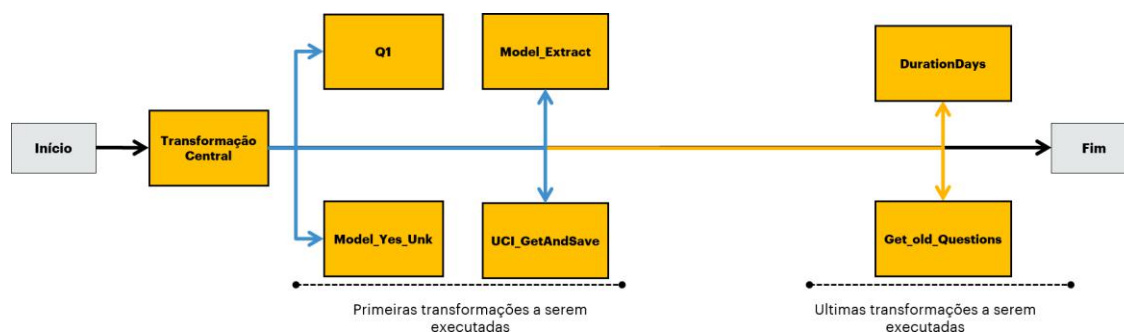 Q1
Model_Extract
DurationDays
Início
Transformação
Central
Fim
Model_Yes_Unk
UCI_GetAndSave
Get_old_Questions
Primeiras transformações a serem
executadas
Ultimas transformações a serem
executadas